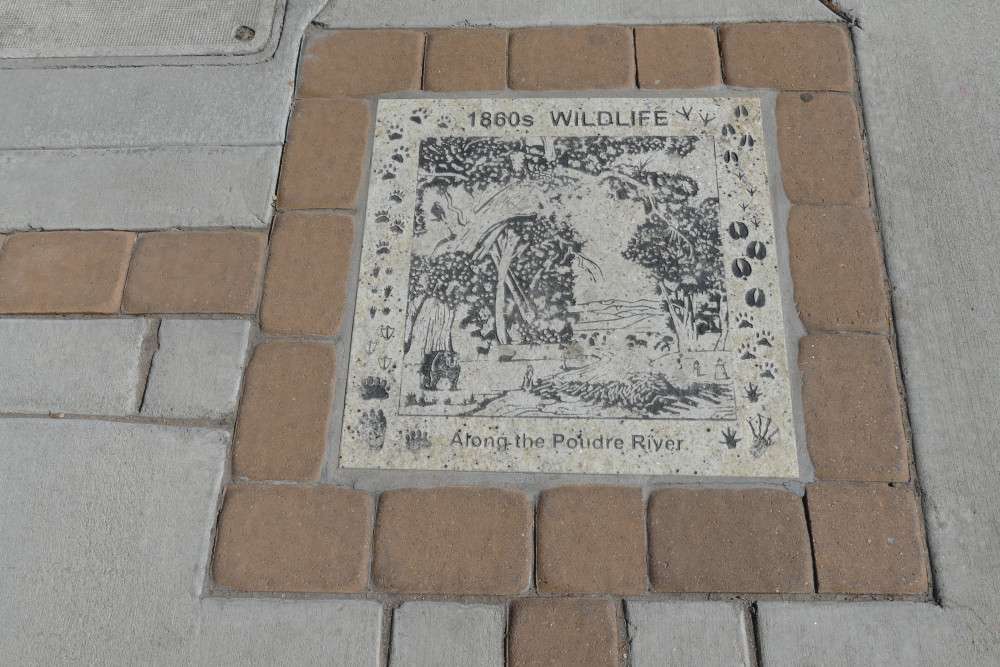 1860s WILDLIFE
Along the Poudre River